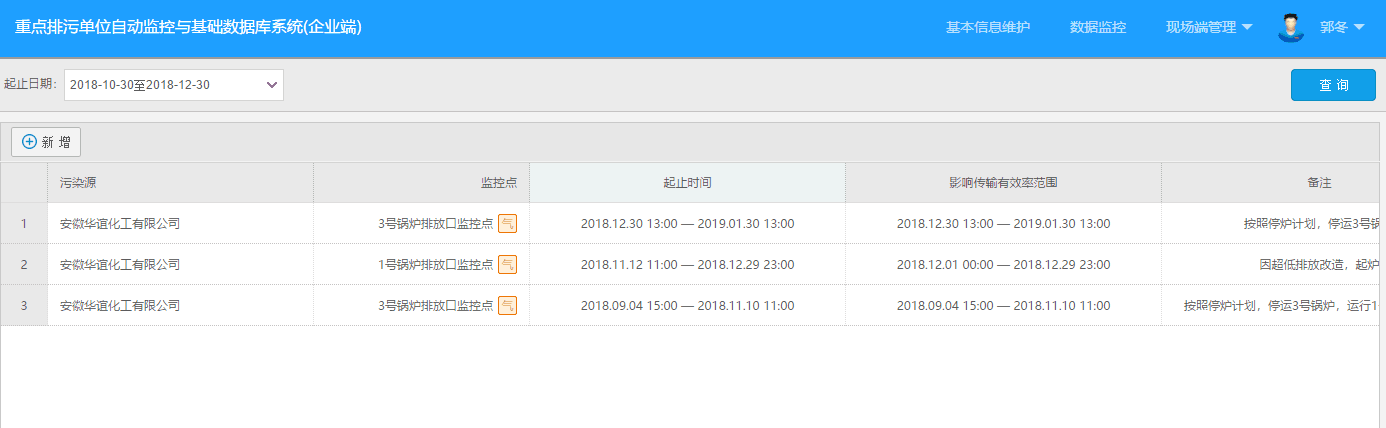 重点排污单位自动监控与基础数据库系统(企业端)
基本信息维护 数据监控 现场端管理 郭冬
起止日期: 2018-10-30至2018-12-30 查 询
新 增
污染源 监控点 起止时间 影响传输有效率范围 备注
1 安徽华谊化工有限公司 3号锅炉排放口监控点 气 2018.12.30 13:00 — 2019.01.30 13:00 2018.12.30 13:00 — 2019.01.30 13:00 按照停炉计划，停运3号锅
2 安徽华谊化工有限公司 1号锅炉排放口监控点 气 2018.11.12 11:00 — 2018.12.29 23:00 2018.12.01 00:00 — 2018.12.29 23:00 因超低排放改造，起炉
3 安徽华谊化工有限公司 3号锅炉排放口监控点 气 2018.09.04 15:00 — 2018.11.10 11:00 2018.09.04 15:00 — 2018.11.10 11:00 按照停炉计划，停运3号锅炉，运行1